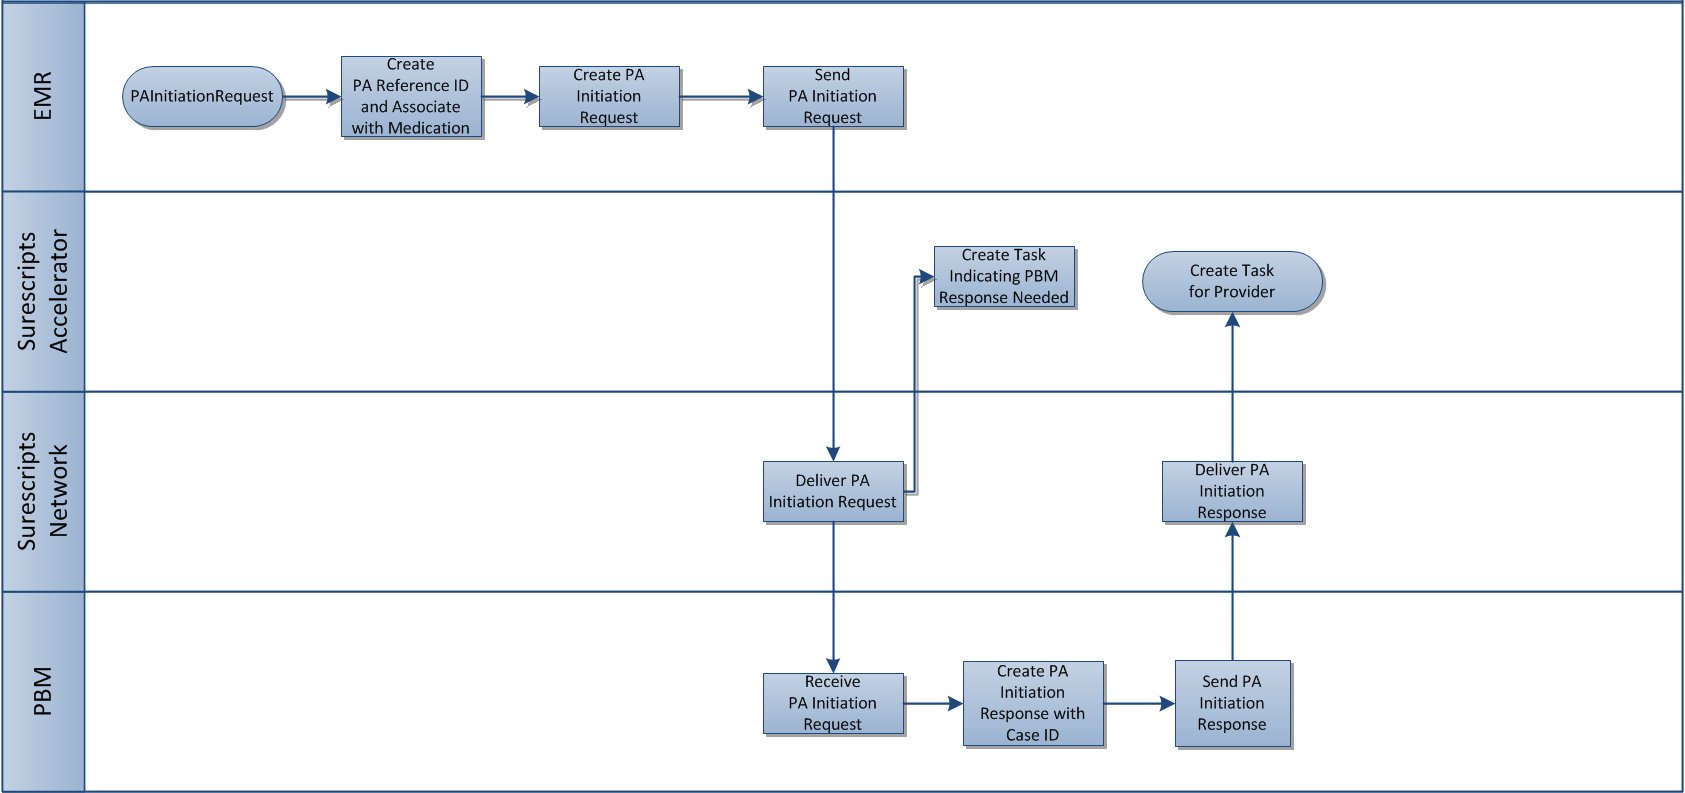 EMR
PAInitiationRequest
Create
PA Reference ID
and Associate
with Medication
Create PA
Initiation
Request
Send
PA Initiation
Request
Surescripts
Accelerator
Create Task
Indicating PBM
Response Needed
Create Task
for Provider
Surescripts
Network
Deliver PA
Initiation Request
Deliver PA
Initiation
Response
PBM
Receive
PA Initiation
Request
Create PA
Initiation
Response with
Case ID
Send PA
Initiation
Response